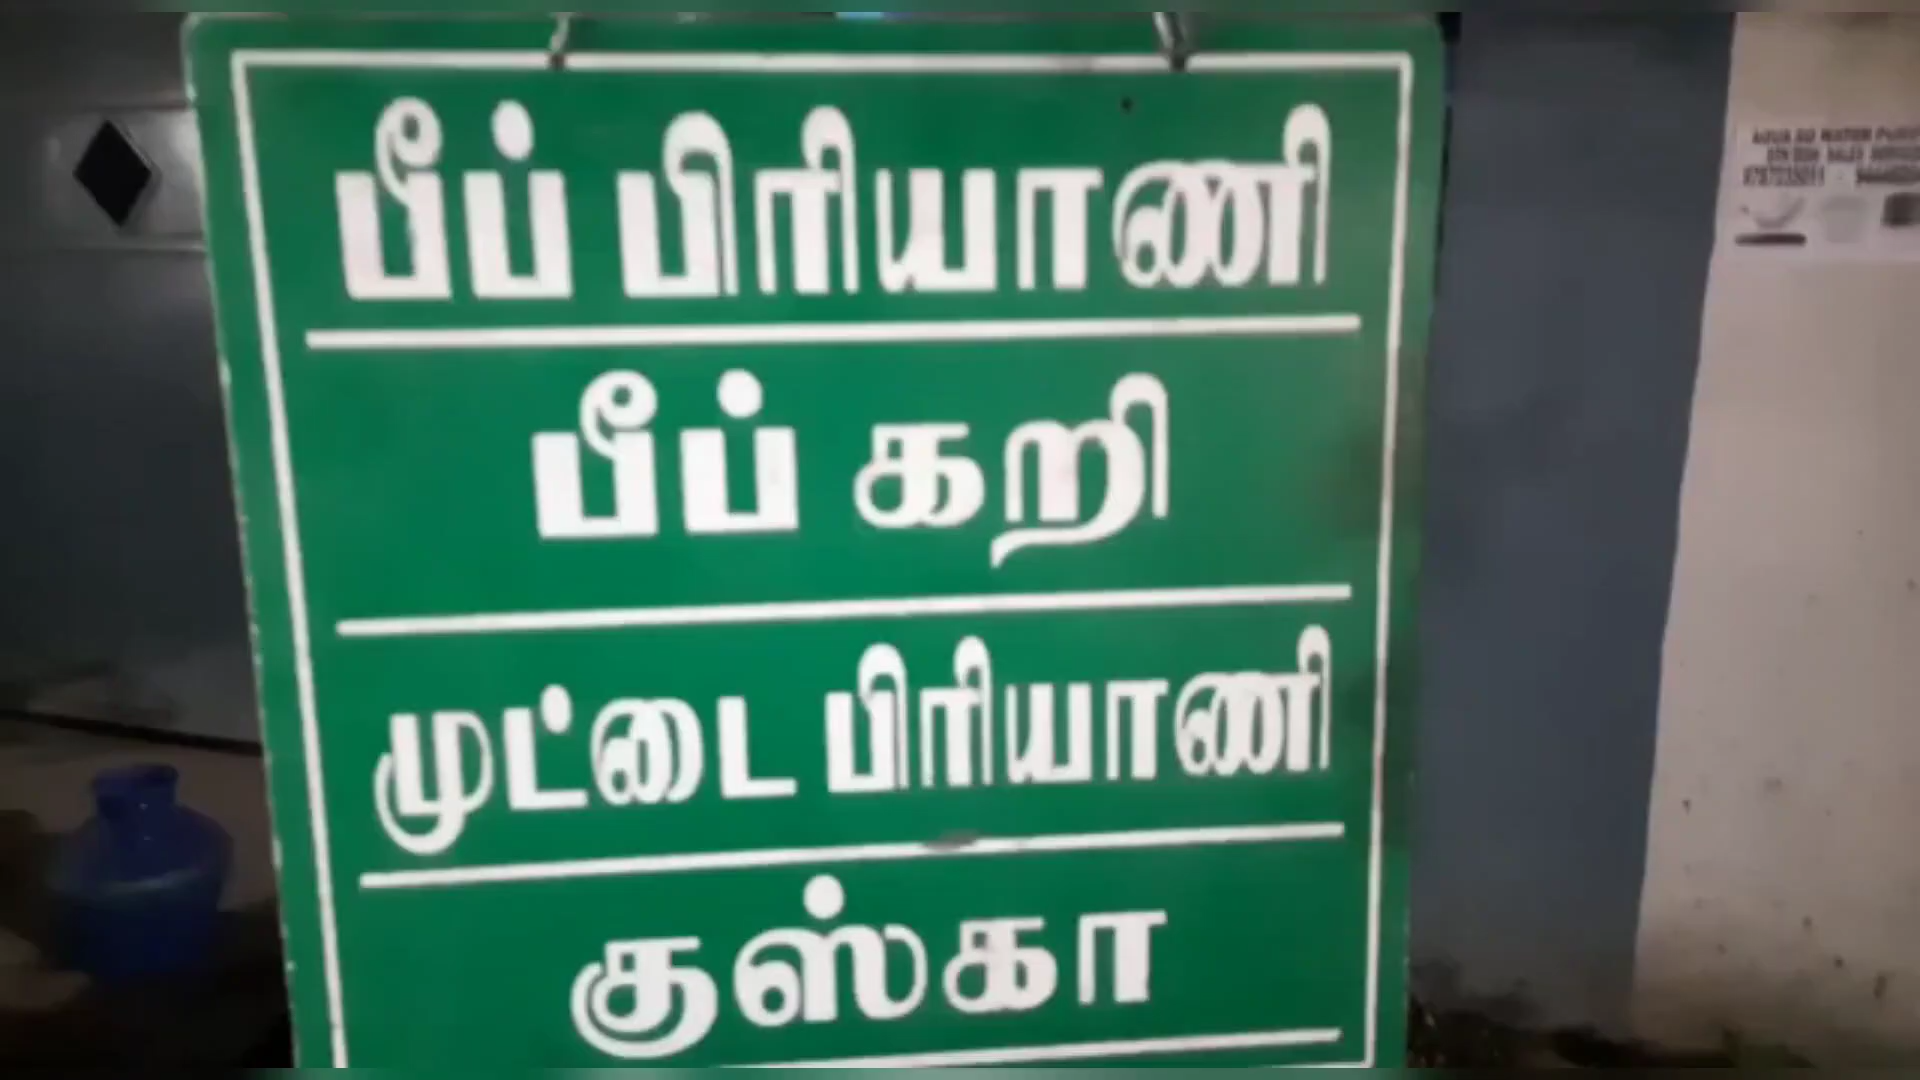 பீப் பிரியாணி
பீப் கறி
முட்டை பிரியாணி
குஸ்கா